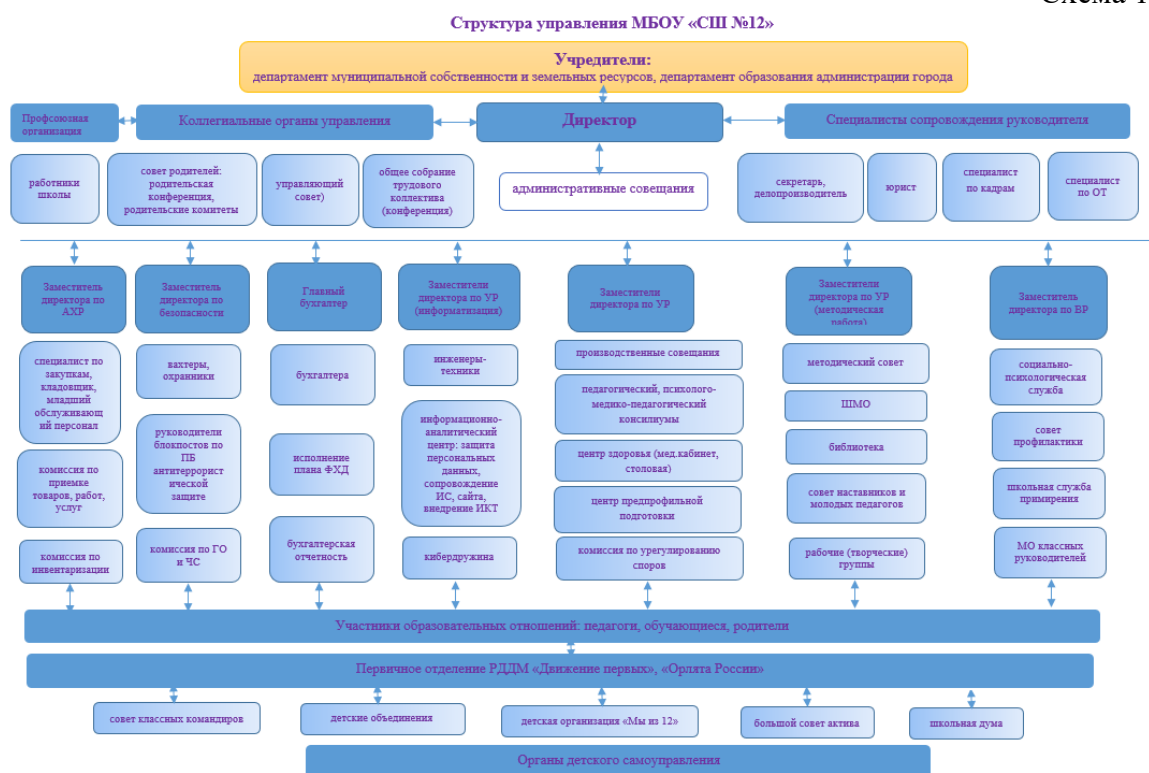 Схема 1
Структура управления МБОУ «СШ №12»
Учредители:
департамент муниципальной собственности и земельных ресурсов, департамент образования администрации города
Профсоюзная
организация
Коллегиальные органы управления
Директор
Специалисты сопровождения руководителя
работники
школы
совет родителей:
родительская
конференция,
родительские комитеты
управляющий
совет)
общее собрание
трудового
коллектива
(конференция)
административные совещания
секретарь,
делопроизводитель
юрист
специалист
по кадрам
специалист
по ОТ
Заместитель
директора по
АХР
Заместитель
директора по
безопасности
Главный
бухгалтер
Заместители
директора по УР
(информатизация)
Заместители
директора по УР
Заместители
директора по УР
(методическая
работа)
Заместитель
директора по ВР
специалист по
закупкам,
кладовщик,
младший
обслуживающ
ий персонал
комиссия по
приемке
товаров, работ,
услуг
комиссия по
инвентаризации
вахтеры,
охранники
руководители
блокпостов по
ПБ
антитеррорист
ической
защите
комиссия по ГО
и ЧС
бухгалтера
исполнение
плана ФХД
бухгалтерская
отчетность
инженеры-
техники
информационно-
аналитический
центр: защита
персональных
данных,
сопровождение
ИС, сайта,
внедрение ИКТ
кибердружина
производственные совещания
педагогический, психолого-
медико-педагогический
консилиумы
центр здоровья (мед.кабинет,
столовая)
центр предпрофильной
подготовки
комиссия по урегулированию
споров
методический совет
ШМО
библиотека
совет наставников и
молодых педагогов
рабочие (творческие)
группы
социально-
психологическая
служба
совет
профилактики
школьная служба
примирения
МО классных
руководителей
Участники образовательных отношений: педагоги, обучающиеся, родители
Первичное отделение РДДМ «Движение первых», «Орлята России»
совет классных командиров
детские объединения
детская организация «Мы из 12»
большой совет актива
школьная дума
Органы детского самоуправления